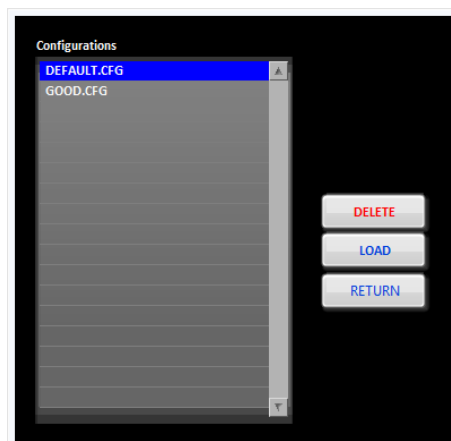 Configurations
DEFAULT.CFG
GOOD.CFG
DELETE
LOAD
RETURN